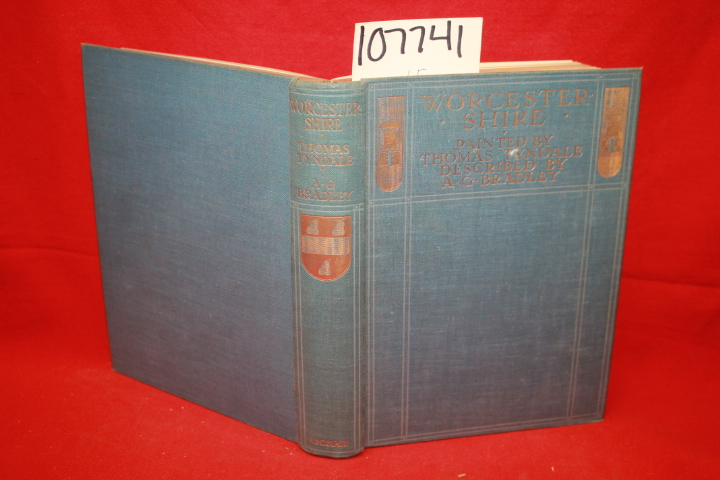 107741
WORCESTER
SHIRE
THOMAS
TYNDALE
A·G
BRADLEY
WORCESTER·
SHIRE
PAINTED BY
THOMAS TYNDALE
DESCRIBED BY
A·G·BRADLEY